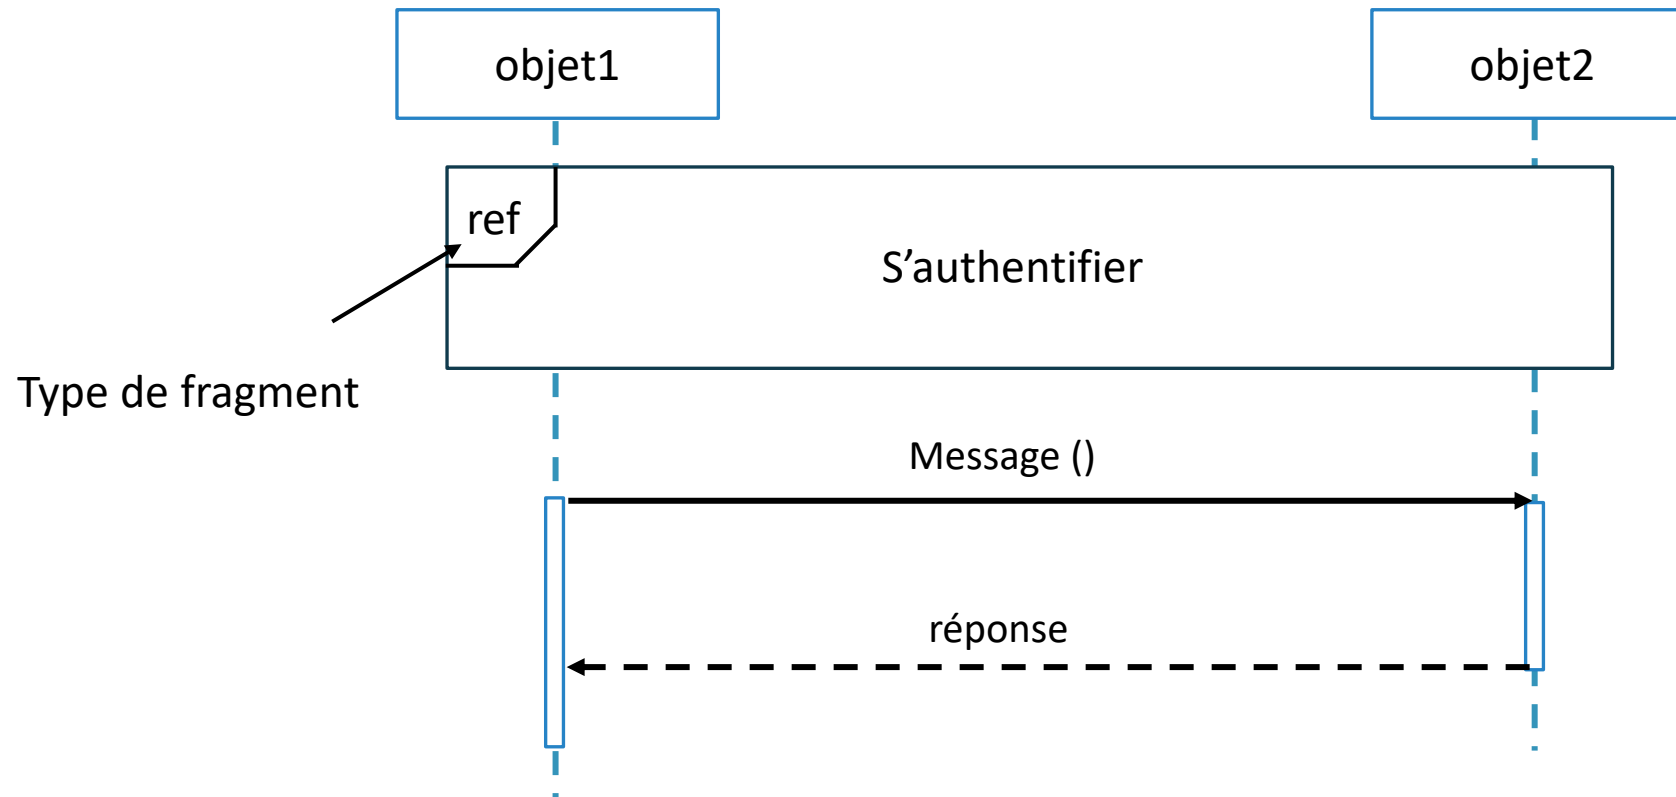 objet1
objet2
ref
S’authentifier
Type de fragment
Message ()
réponse